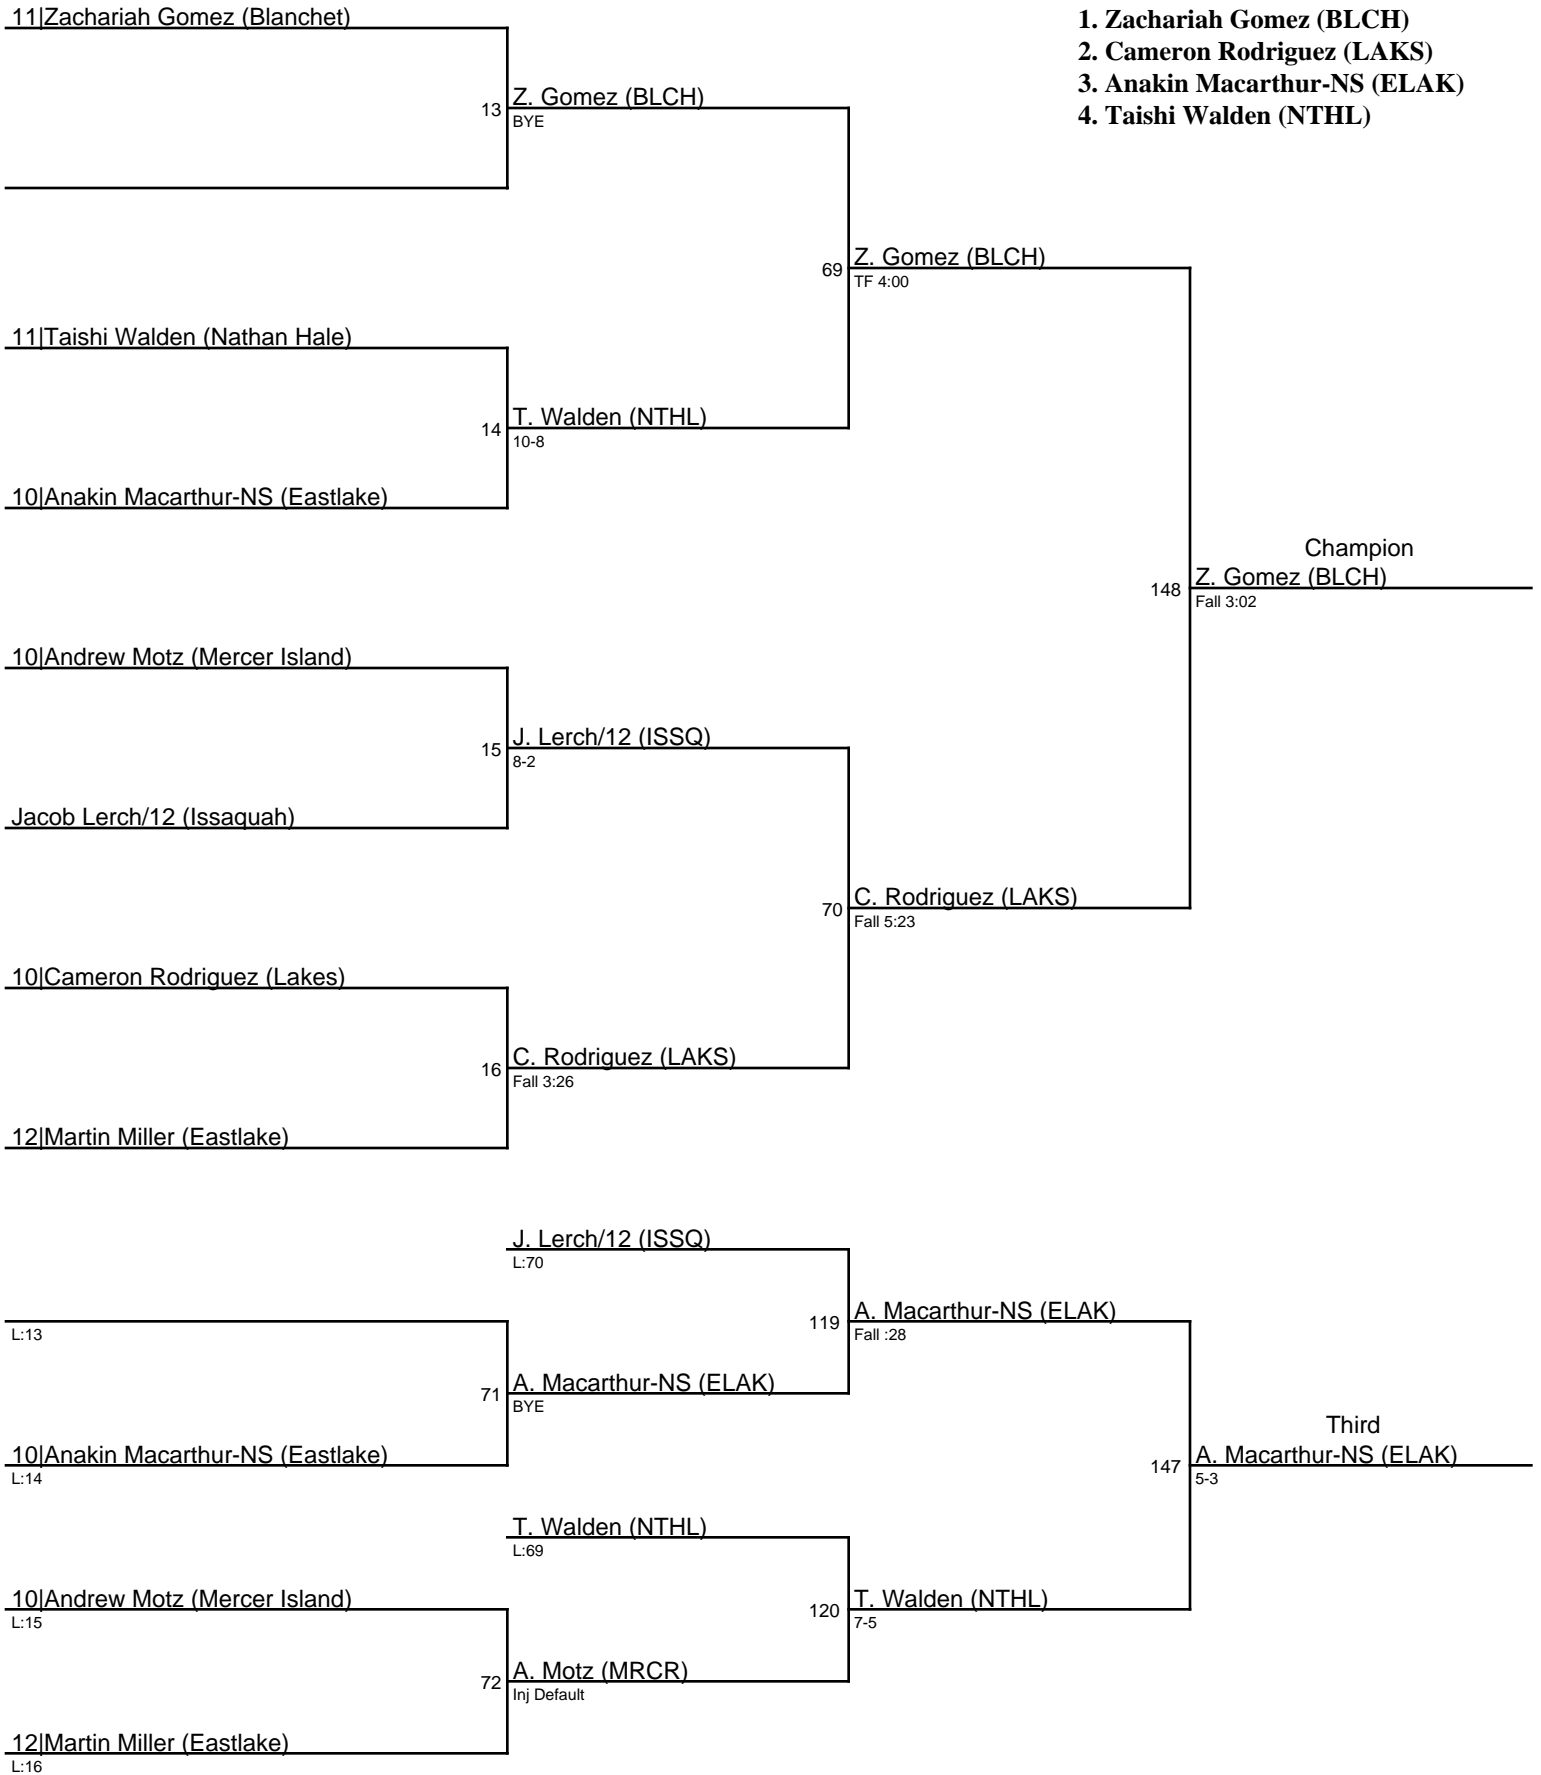 11|Zachariah Gomez (Blanchet)
1. Zachariah Gomez (BLCH)
2. Cameron Rodriguez (LAKS)
3. Anakin Macarthur-NS (ELAK)
4. Taishi Walden (NTHL)
13
Z. Gomez (BLCH)
BYE
69
Z. Gomez (BLCH)
TF 4:00
11|Taishi Walden (Nathan Hale)
14
T. Walden (NTHL)
10-8
10|Anakin Macarthur-NS (Eastlake)
Champion
148
Z. Gomez (BLCH)
Fall 3:02
10|Andrew Motz (Mercer Island)
15
J. Lerch/12 (ISSQ)
8-2
Jacob Lerch/12 (Issaquah)
70
C. Rodriguez (LAKS)
Fall 5:23
10|Cameron Rodriguez (Lakes)
16
C. Rodriguez (LAKS)
Fall 3:26
12|Martin Miller (Eastlake)
J. Lerch/12 (ISSQ)
L:70
L:13
119
A. Macarthur-NS (ELAK)
Fall :28
71
A. Macarthur-NS (ELAK)
BYE
10|Anakin Macarthur-NS (Eastlake)
L:14
Third
147
A. Macarthur-NS (ELAK)
5-3
T. Walden (NTHL)
L:69
10|Andrew Motz (Mercer Island)
L:15
120
T. Walden (NTHL)
7-5
72
A. Motz (MRCR)
Inj Default
12|Martin Miller (Eastlake)
L:16